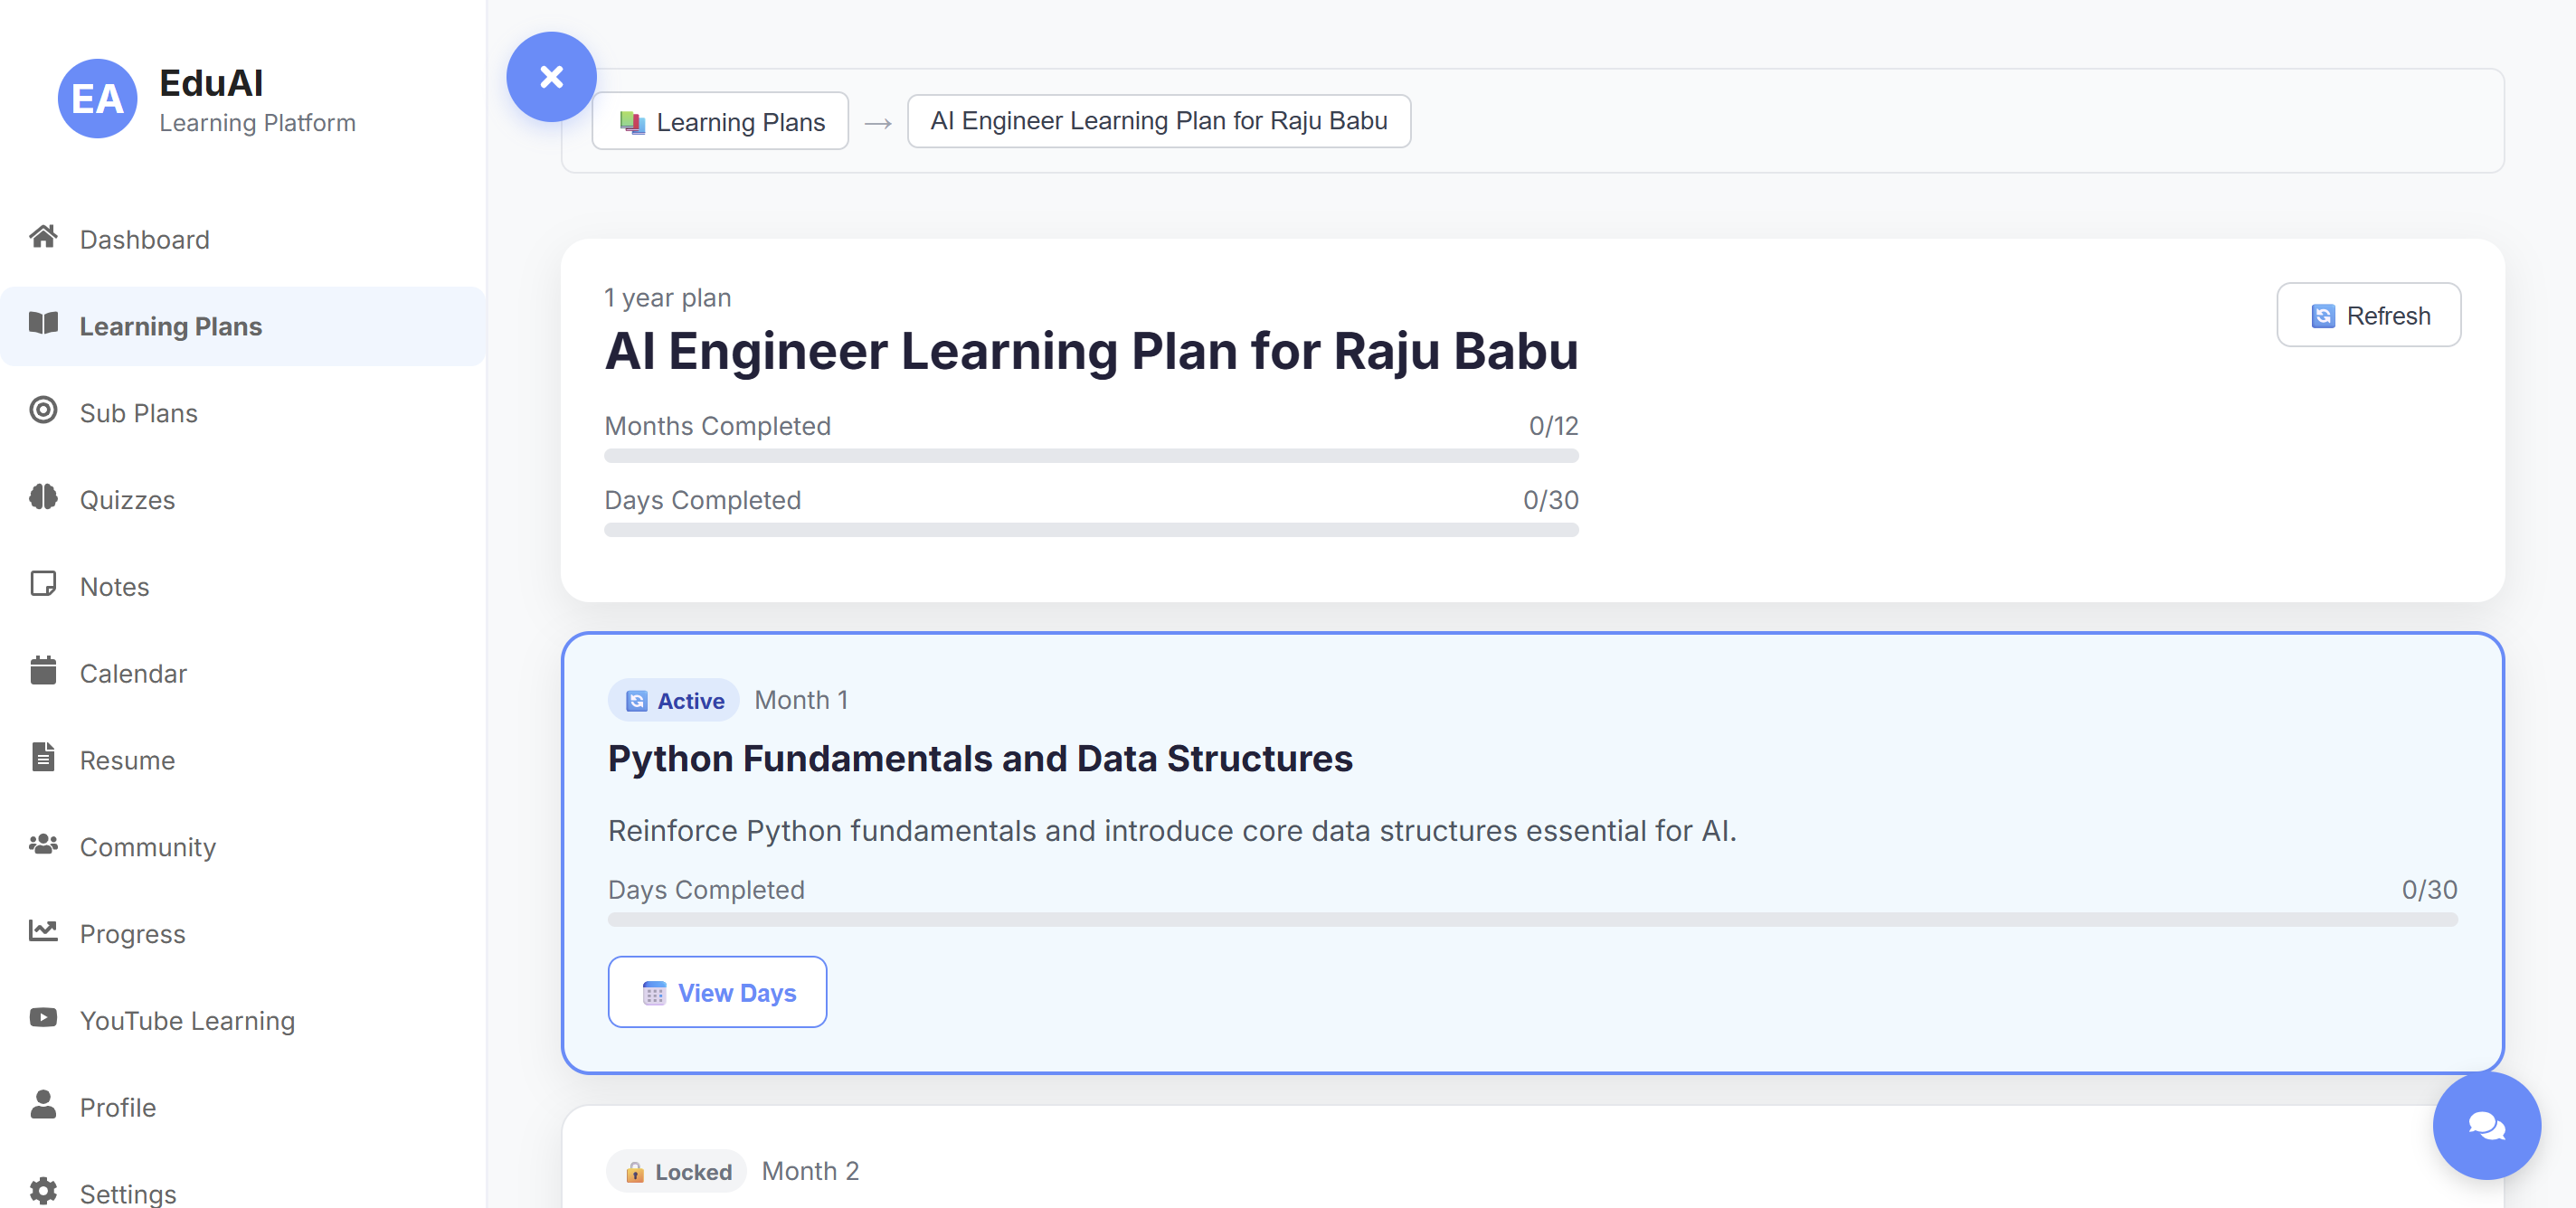 EA
EduAI
Learning Platform
Dashboard
Learning Plans
Sub Plans
Quizzes
Notes
Calendar
Resume
Community
Progress
YouTube Learning
Profile
Settings
Learning Plans → AI Engineer Learning Plan for Raju Babu
1 year plan
Refresh
AI Engineer Learning Plan for Raju Babu
Months Completed 0/12
Days Completed 0/30
Active Month 1
Python Fundamentals and Data Structures
Reinforce Python fundamentals and introduce core data structures essential for AI.
Days Completed 0/30
View Days
Locked Month 2